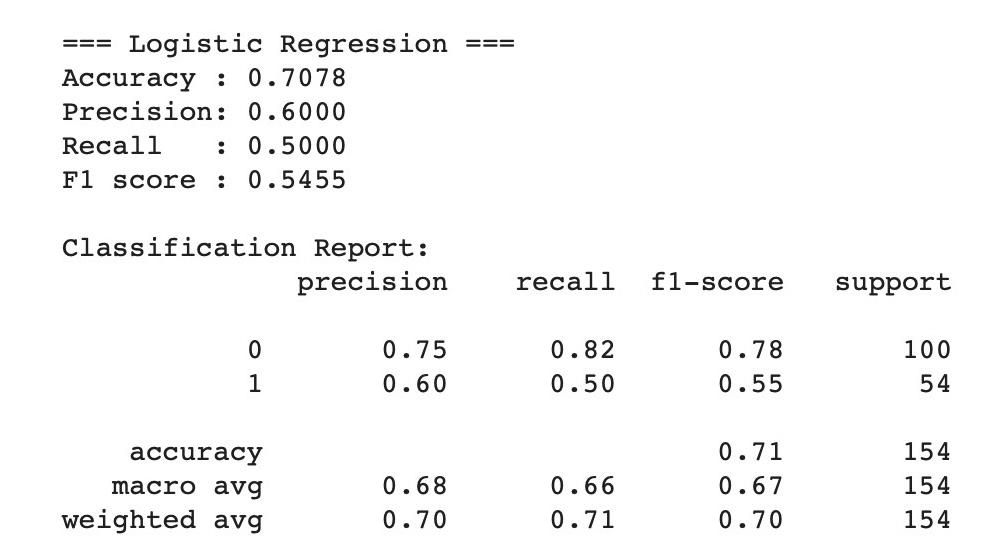 === Logistic Regression ===
Accuracy : 0.7078
Precision: 0.6000
Recall   : 0.5000
F1 score : 0.5455

Classification Report:
              precision    recall  f1-score   support

           0       0.75      0.82      0.78       100
           1       0.60      0.50      0.55        54

    accuracy                           0.71       154
   macro avg       0.68      0.66      0.67       154
weighted avg       0.70      0.71      0.70       154